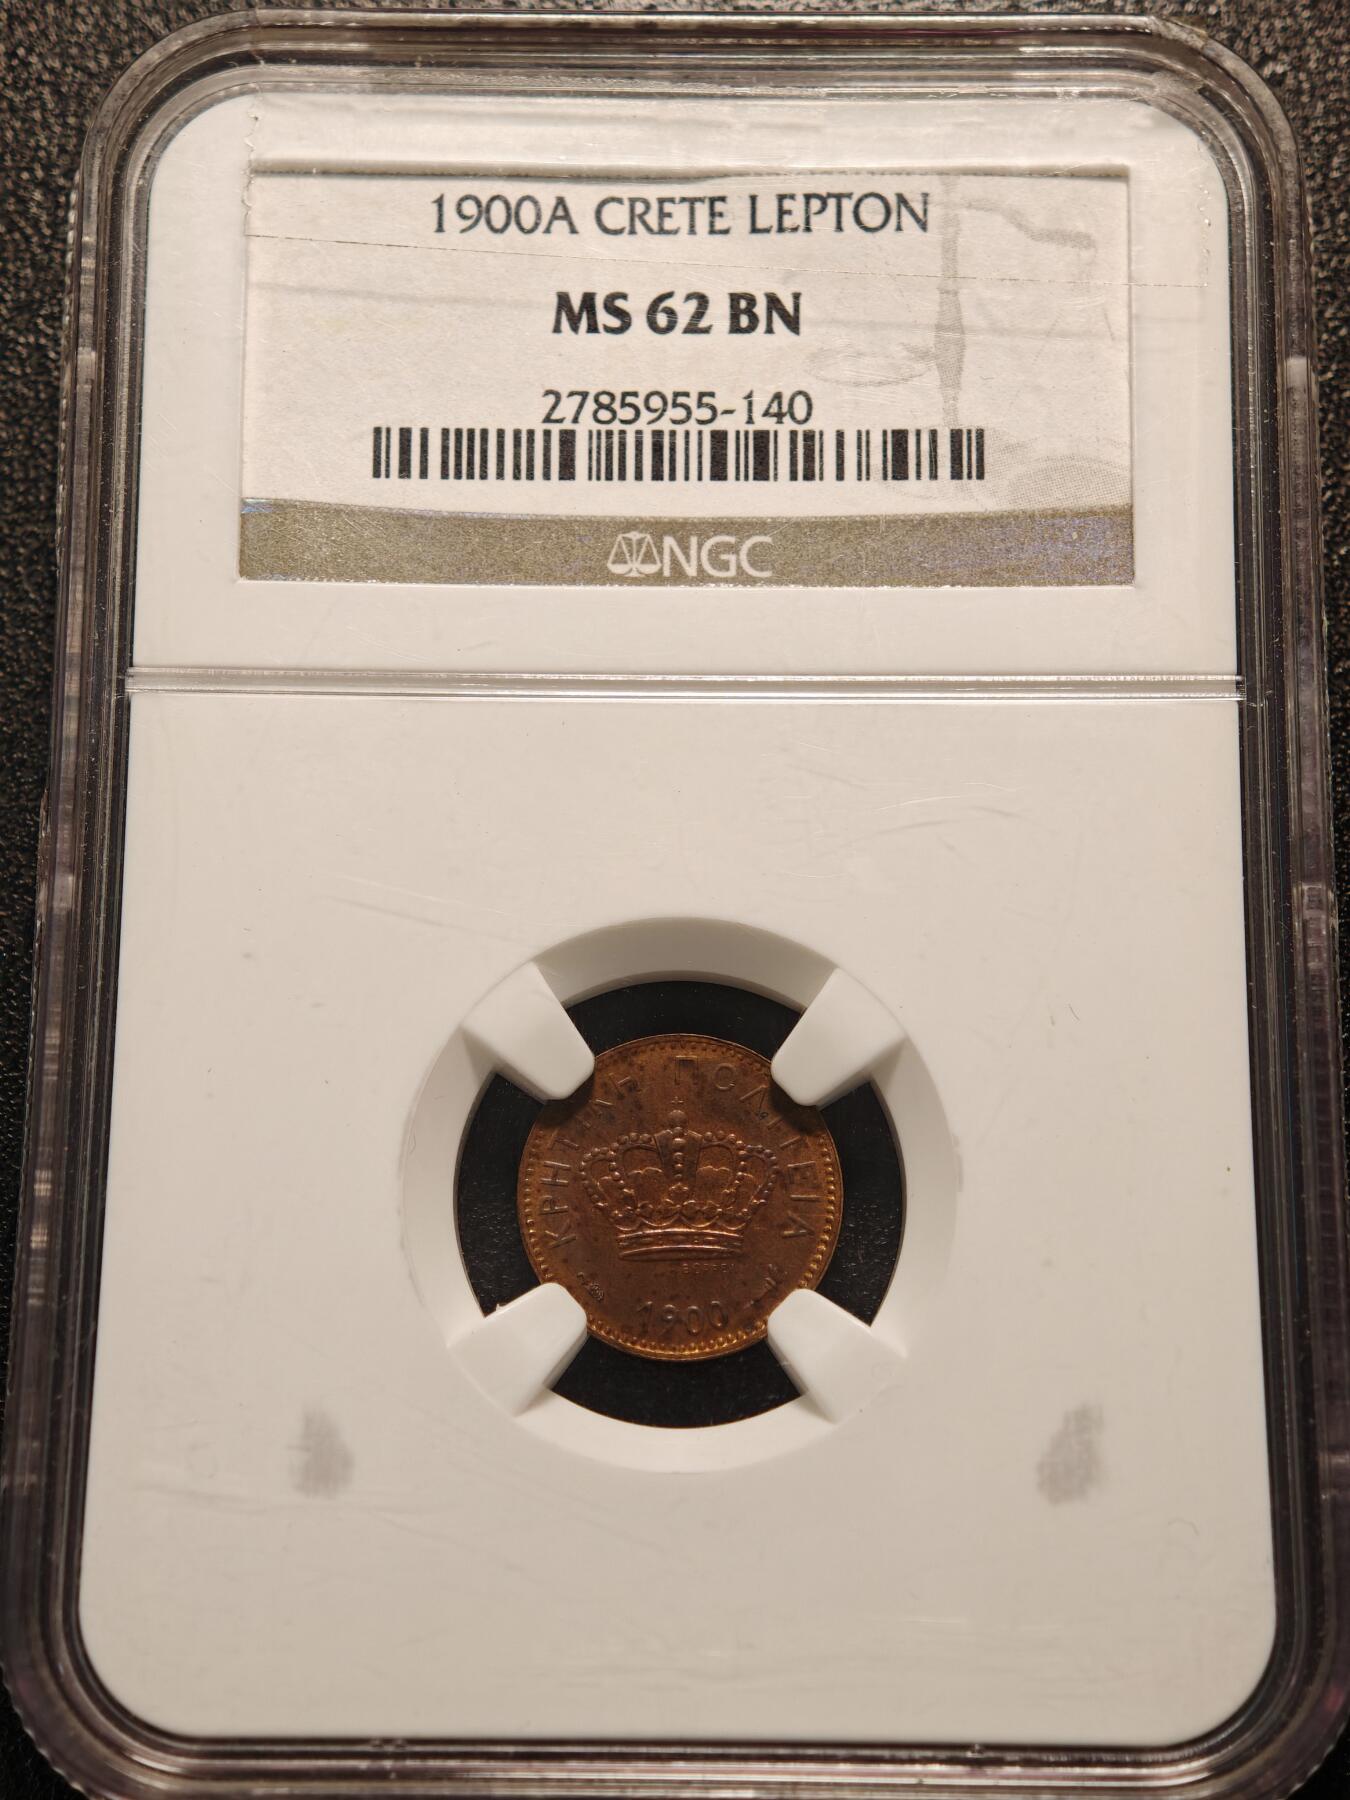 1900A CRETE LEPTON
MS 62 BN
2785955-140
NGC
ΚΡΗΤΙΚΗ ΠΟΛΙΤΕΙΑ
1900